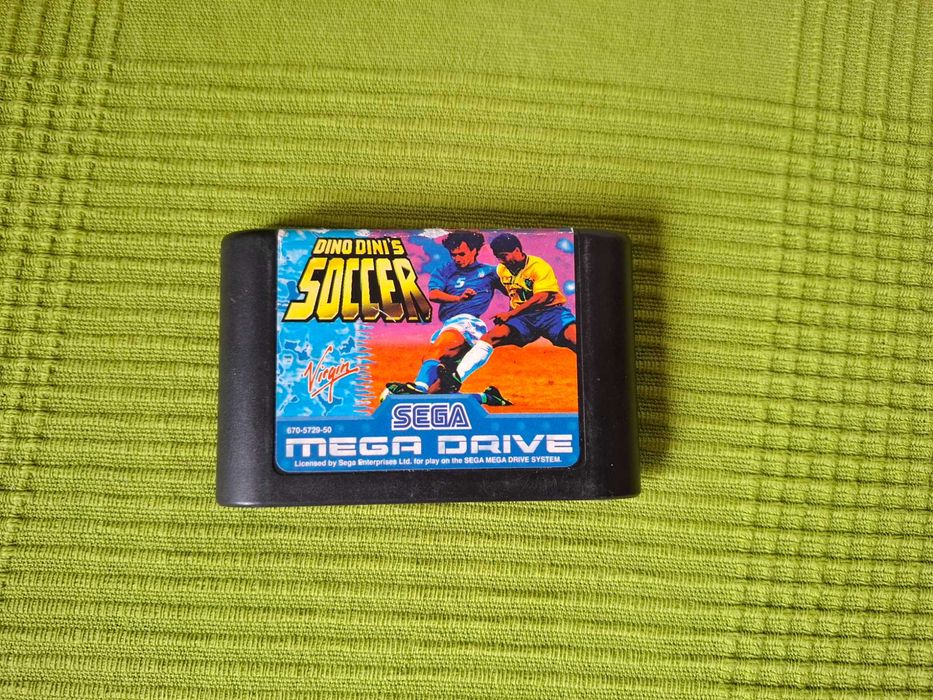 DINO DINI'S
SOCCER
5
Virgin
SEGA
670-5729-50
MEGA DRIVE
Licensed by Sega Enterprises Ltd. for play on the SEGA MEGA DRIVE SYSTEM.